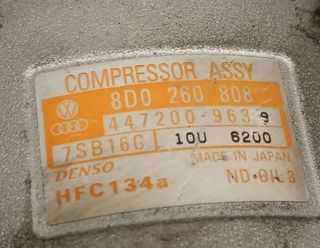 COMPRESSOR ASSY
8D0 260 808
447200-963 9
7SB16C L 10U 6200
DENSO MADE IN JAPAN
HFC134a ND-OIL 8